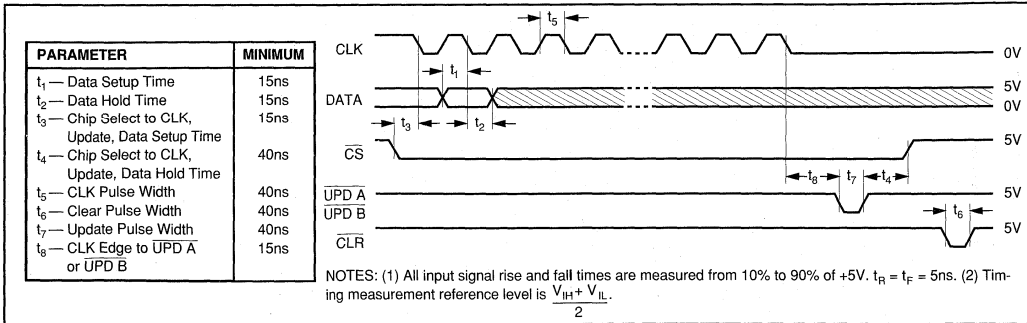 PARAMETER MINIMUM
t1 — Data Setup Time 15ns
t2 — Data Hold Time 15ns
t3 — Chip Select to CLK, 15ns
Update, Data Setup Time
t4 — Chip Select to CLK, 40ns
Update, Data Hold Time
t5 — CLK Pulse Width 40ns
t6 — Clear Pulse Width 40ns
t7 — Update Pulse Width 40ns
t8 — CLK Edge to UPD A 15ns
or UPD B
t5
CLK
0V
t1
DATA
5V
0V
t3
t2
CS
5V
t8 t7 t4
UPD A
UPD B
5V
t6
CLR
5V
NOTES: (1) All input signal rise and fall times are measured from 10% to 90% of +5V. tR = tF = 5ns. (2) Tim-
ing measurement reference level is VIH + VIL.
2